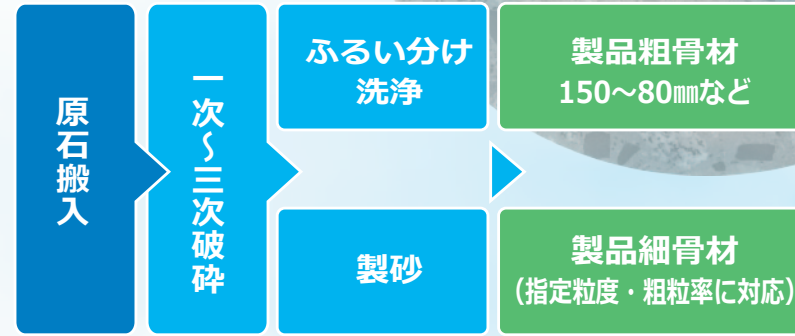 原石搬入
一次～三次破砕
ふるい分け
洗浄
製品粗骨材
150～80㎜など
製砂
製品細骨材
（指定粒度・粗粒率に対応）